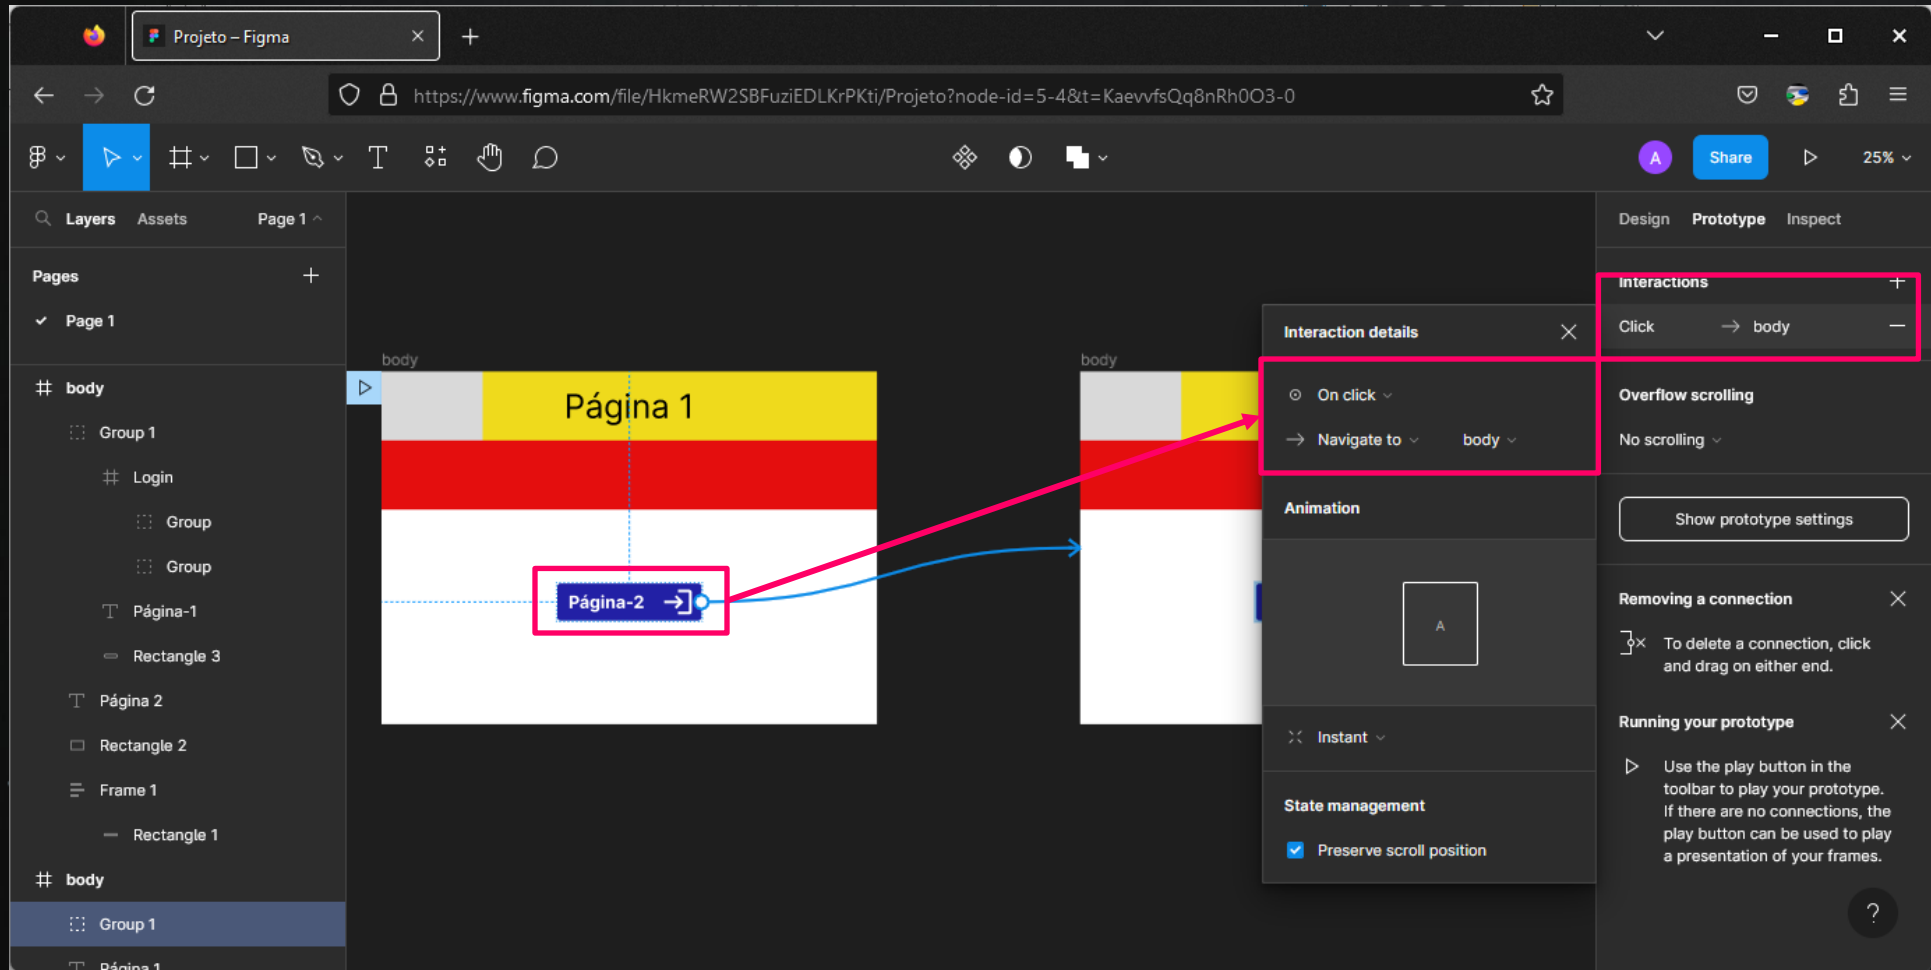 Projeto – Figma
https://www.figma.com/file/HkmeRW2SBFuziEDLKrPKti/Projeto?node-id=5-4&t=KaevvfsQq8nRh0O3-0
A
Share
25%
Layers Assets Page 1
Design Prototype Inspect
Pages
Page 1
body
Group 1
Login
Group
Group
Página-1
Rectangle 3
Página 2
Rectangle 2
Frame 1
Rectangle 1
body
Group 1
Página 1
body
Página 1
Página-2
body
Interaction details
On click
Navigate to body
Animation
A
Instant
State management
Preserve scroll position
Interactions
Click body
Overflow scrolling
No scrolling
Show prototype settings
Removing a connection
To delete a connection, click
and drag on either end.
Running your prototype
Use the play button in the
toolbar to play your prototype.
If there are no connections, the
play button can be used to play
a presentation of your frames.
?